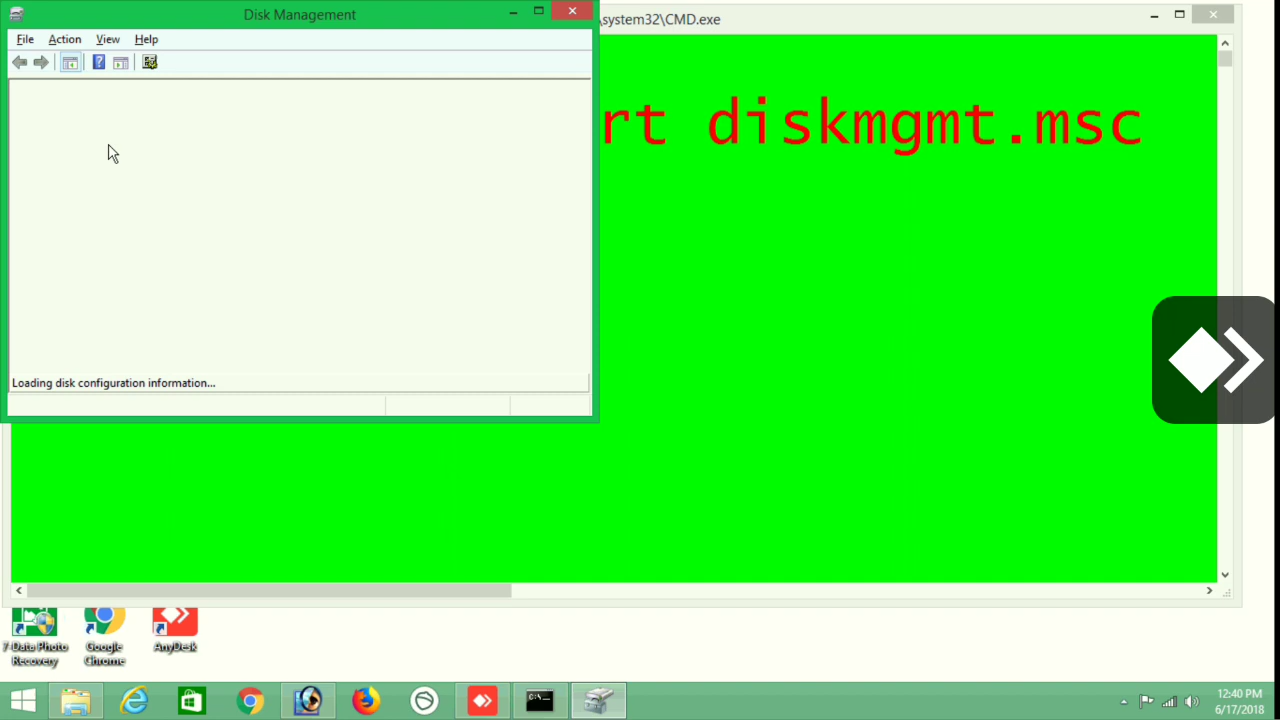 Disk Management
\system32\CMD.exe
File Action View Help
rt diskmgmt.msc
Loading disk configuration information...
7-Data Photo
Recovery
Google
Chrome
AnyDesk
12:40 PM
6/17/2018